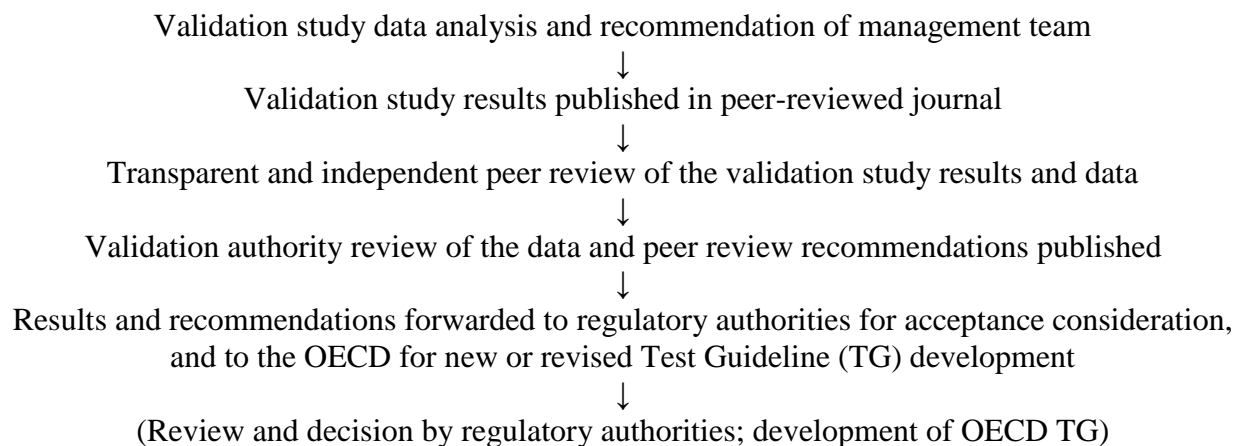 Validation study data analysis and recommendation of management team
↓
Validation study results published in peer-reviewed journal
↓
Transparent and independent peer review of the validation study results and data
↓
Validation authority review of the data and peer review recommendations published
↓
Results and recommendations forwarded to regulatory authorities for acceptance consideration,
and to the OECD for new or revised Test Guideline (TG) development
↓
(Review and decision by regulatory authorities; development of OECD TG)